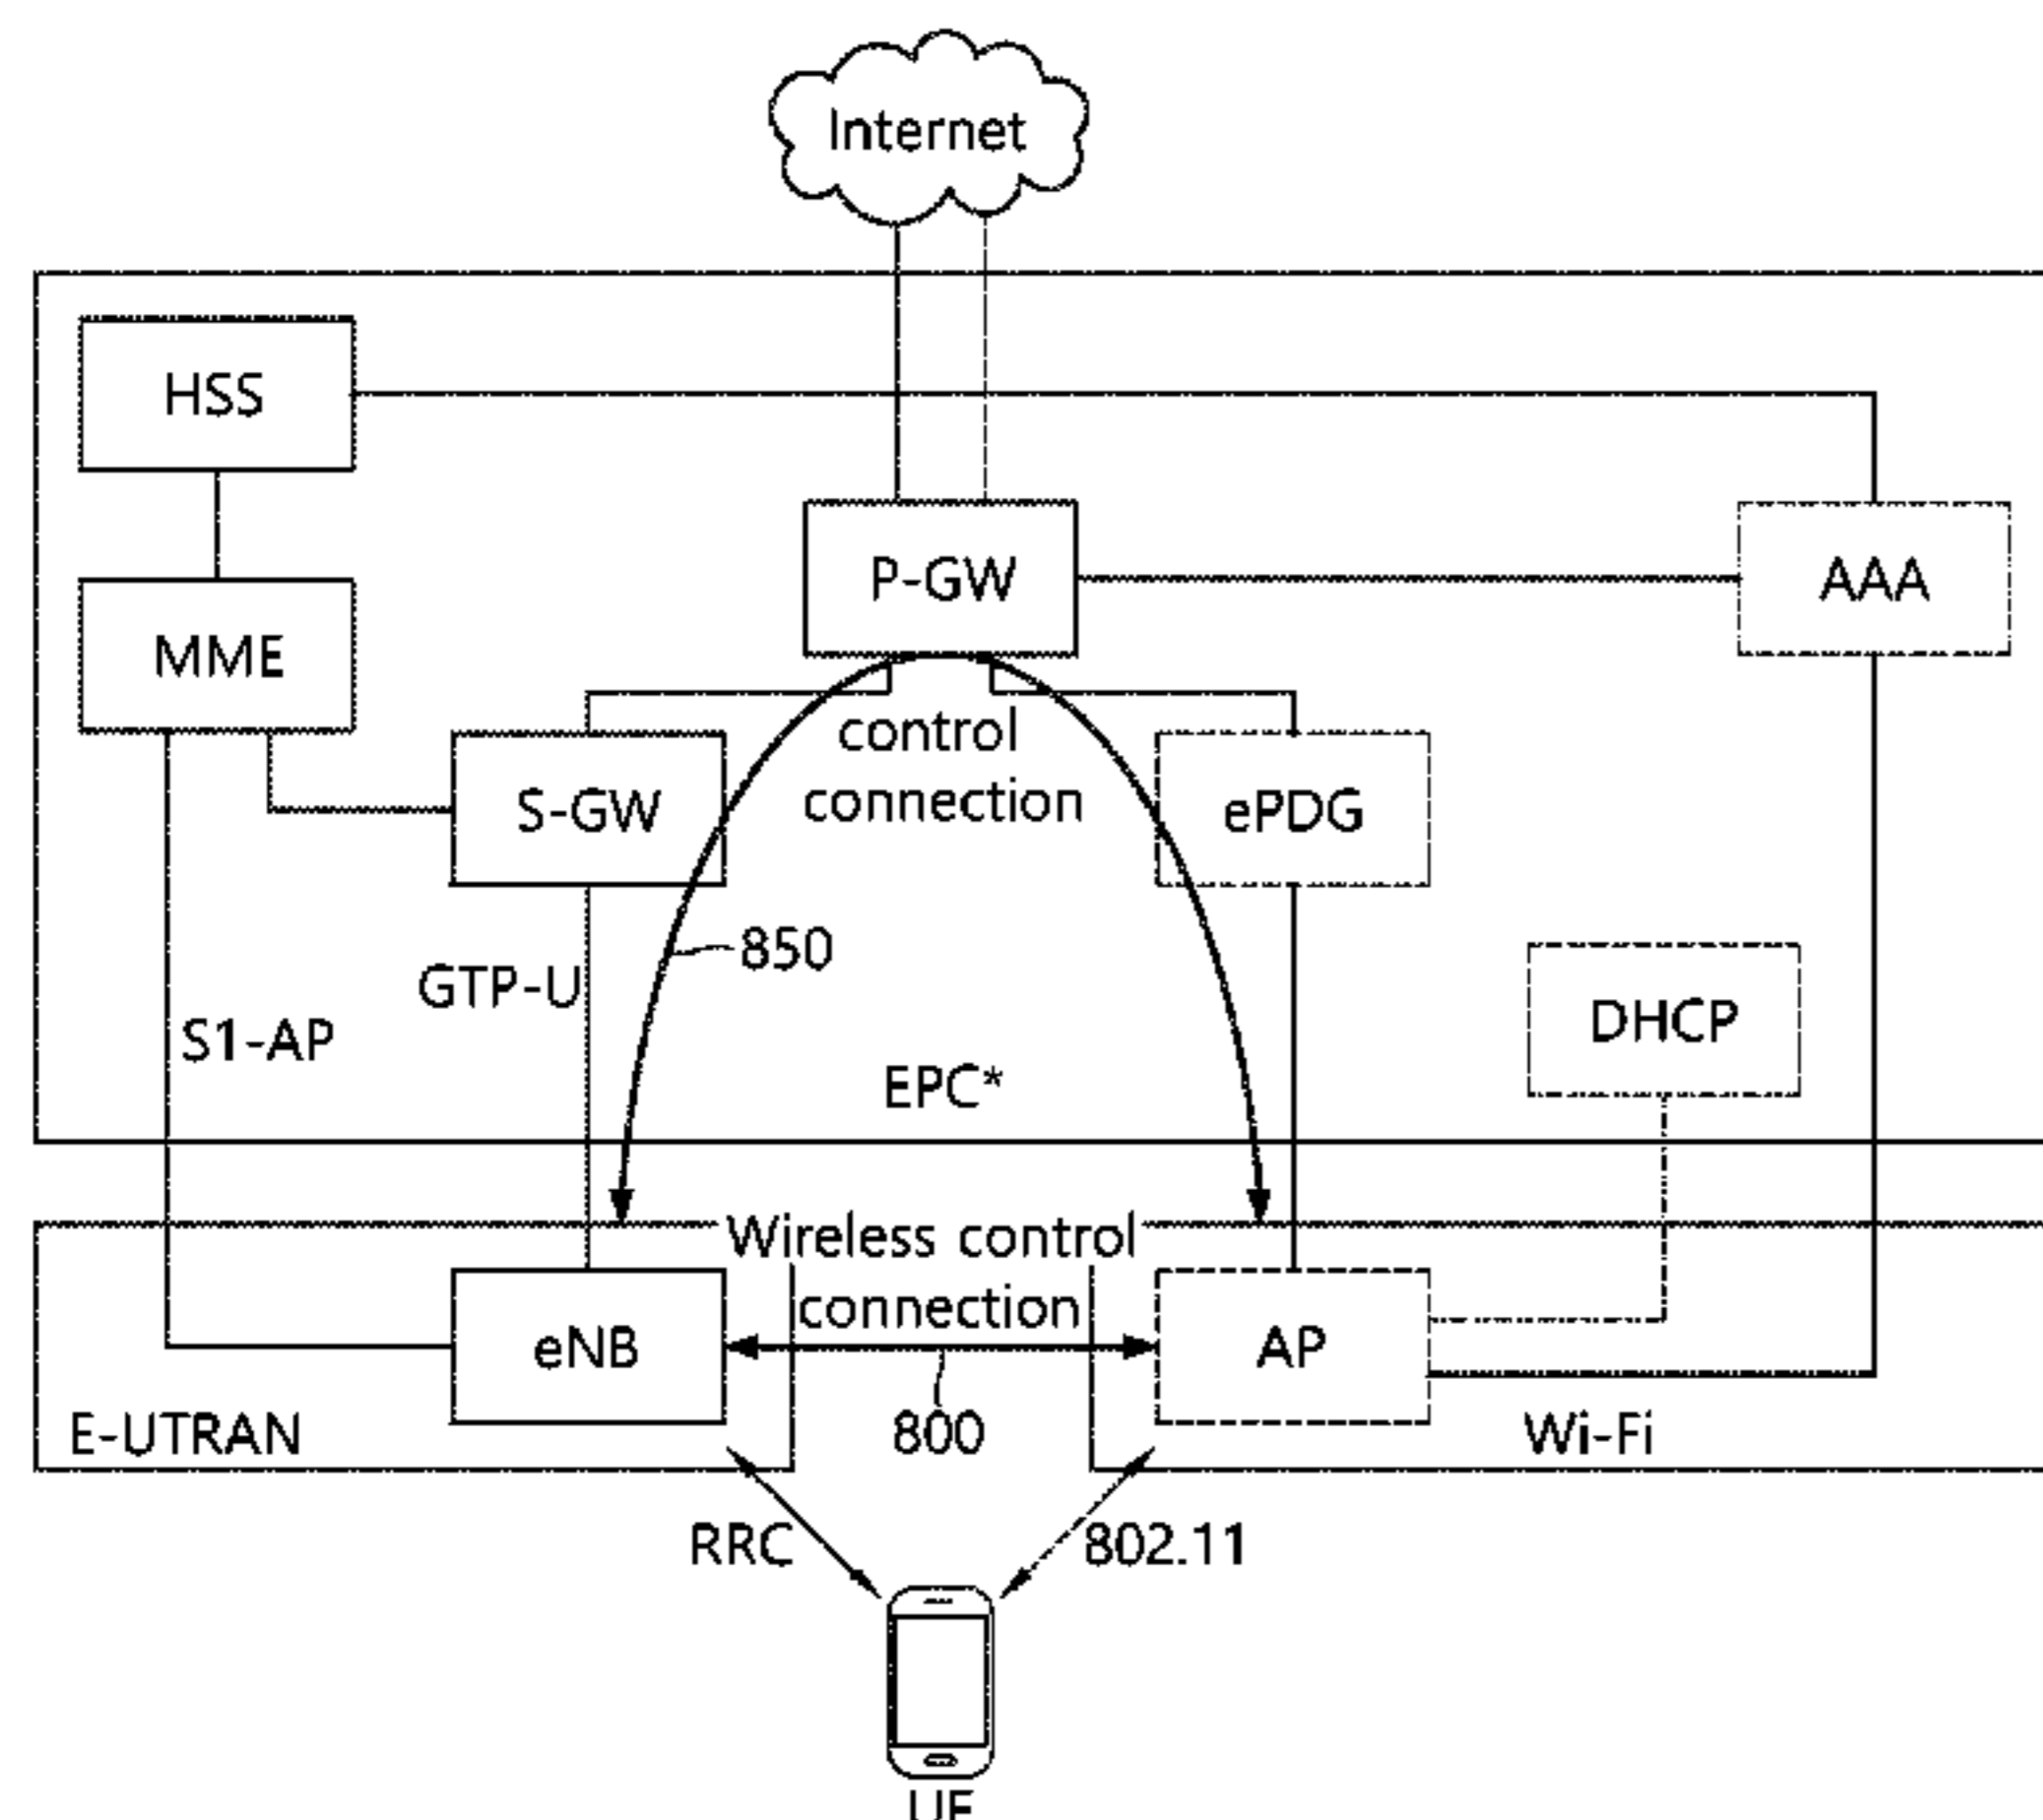 Internet
HSS
P-GW
AAA
MME
control
connection
S-GW
ePDG
850
GTP-U
DHCP
S1-AP
EPC*
Wireless control
connection
eNB
AP
E-UTRAN
800
Wi-Fi
RRC
802.11
UE